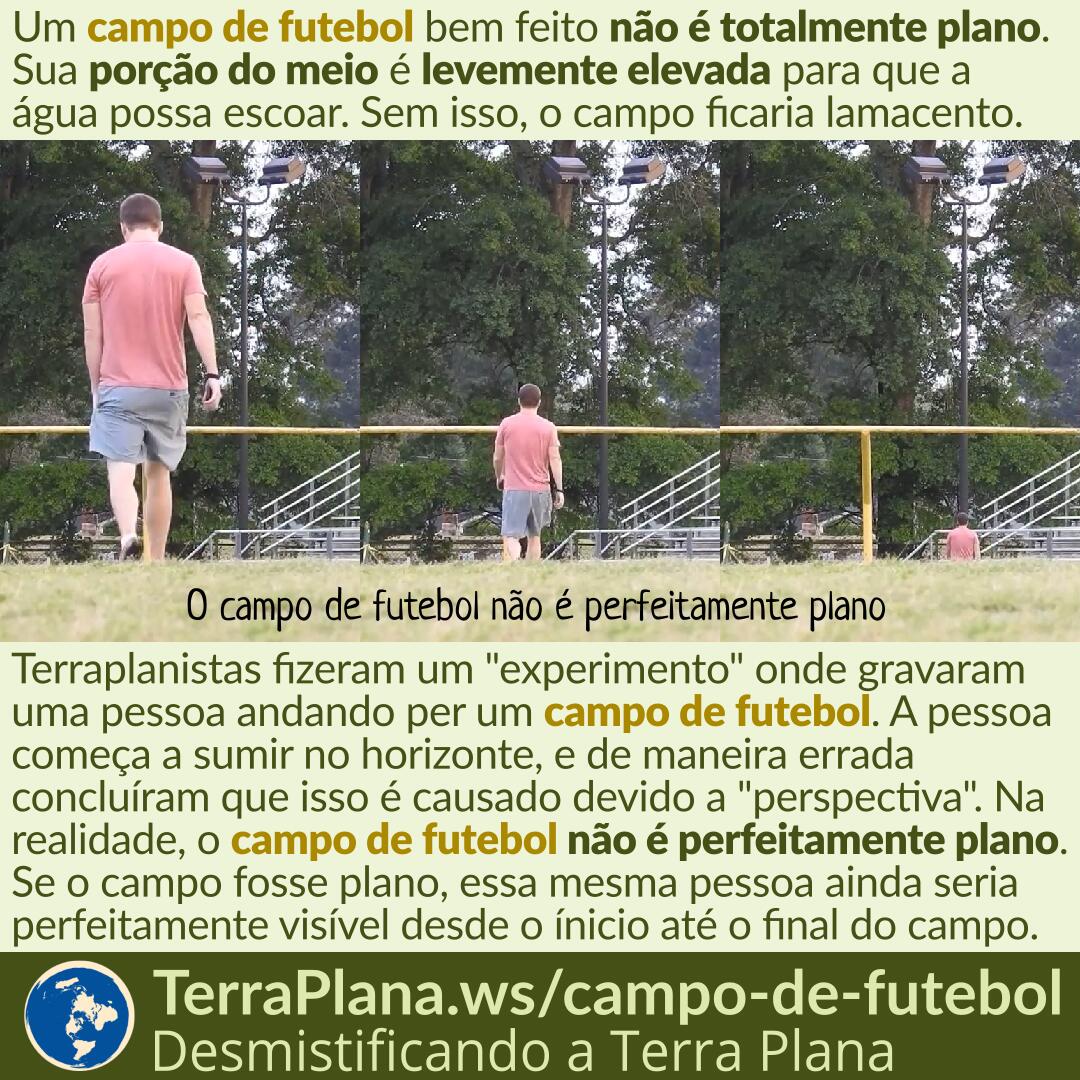 Um campo de futebol bem feito não é totalmente plano.
Sua porção do meio é levemente elevada para que a
água possa escoar. Sem isso, o campo ficaria lamacento.
O campo de futebol não é perfeitamente plano
Terraplanistas fizeram um "experimento" onde gravaram
uma pessoa andando per um campo de futebol. A pessoa
começa a sumir no horizonte, e de maneira errada
concluíram que isso é causado devido a "perspectiva". Na
realidade, o campo de futebol não é perfeitamente plano.
Se o campo fosse plano, essa mesma pessoa ainda seria
perfeitamente visível desde o ínicio até o final do campo.
TerraPlana.ws/campo-de-futebol
Desmistificando a Terra Plana